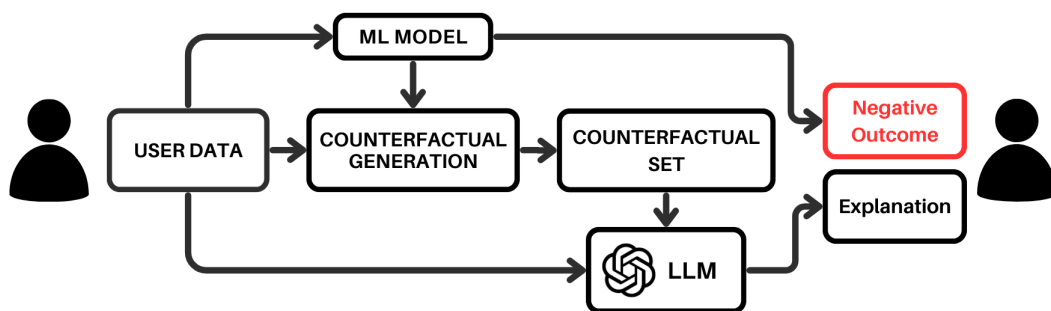 ML MODEL
USER DATA
COUNTERFACTUAL
GENERATION
COUNTERFACTUAL
SET
Negative
Outcome
Explanation
LLM